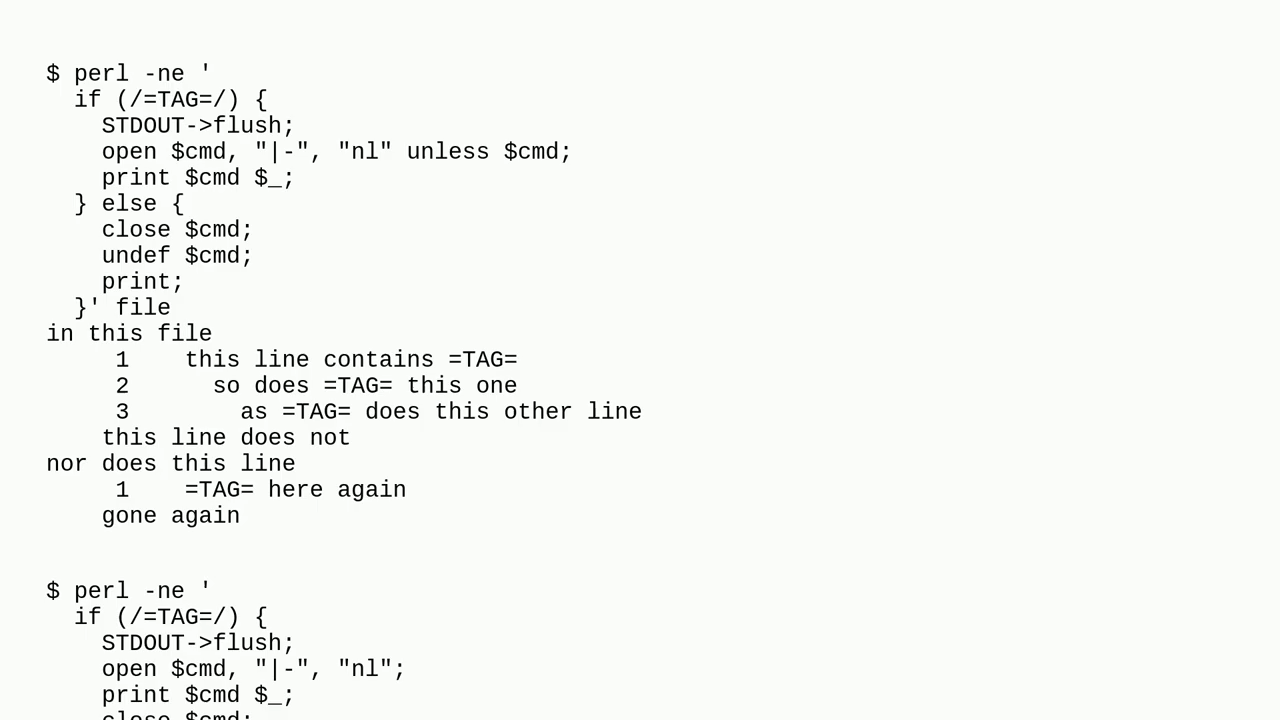 $ perl -ne '
  if (/=TAG=/) {
    STDOUT->flush;
    open $cmd, "|-", "nl" unless $cmd;
    print $cmd $_;
  } else {
    close $cmd;
    undef $cmd;
    print;
  }' file
in this file
     1    this line contains =TAG=
     2      so does =TAG= this one
     3        as =TAG= does this other line
    this line does not
nor does this line
     1    =TAG= here again
    gone again
$ perl -ne '
  if (/=TAG=/) {
    STDOUT->flush;
    open $cmd, "|-", "nl";
    print $cmd $_;
    close $cmd;